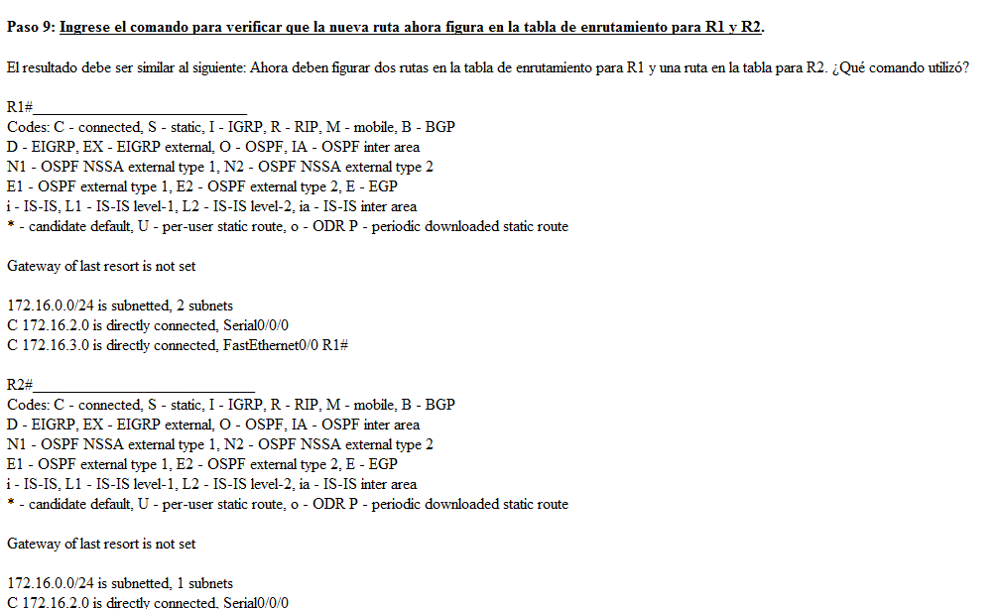 Paso 9: Ingrese el comando para verificar que la nueva ruta ahora figura en la tabla de enrutamiento para R1 y R2.
El resultado debe ser similar al siguiente: Ahora deben figurar dos rutas en la tabla de enrutamiento para R1 y una ruta en la tabla para R2. ¿Qué comando utilizó?
R1#______________________________
Codes: C - connected, S - static, I - IGRP, R - RIP, M - mobile, B - BGP
D - EIGRP, EX - EIGRP external, O - OSPF, IA - OSPF inter area
N1 - OSPF NSSA external type 1, N2 - OSPF NSSA external type 2
E1 - OSPF external type 1, E2 - OSPF external type 2, E - EGP
i - IS-IS, L1 - IS-IS level-1, L2 - IS-IS level-2, ia - IS-IS inter area
* - candidate default, U - per-user static route, o - ODR P - periodic downloaded static route
Gateway of last resort is not set
172.16.0.0/24 is subnetted, 2 subnets
C 172.16.2.0 is directly connected, Serial0/0/0
C 172.16.3.0 is directly connected, FastEthernet0/0 R1#
R2#_______________________________
Codes: C - connected, S - static, I - IGRP, R - RIP, M - mobile, B - BGP
D - EIGRP, EX - EIGRP external, O - OSPF, IA - OSPF inter area
N1 - OSPF NSSA external type 1, N2 - OSPF NSSA external type 2
E1 - OSPF external type 1, E2 - OSPF external type 2, E - EGP
i - IS-IS, L1 - IS-IS level-1, L2 - IS-IS level-2, ia - IS-IS inter area
* - candidate default, U - per-user static route, o - ODR P - periodic downloaded static route
Gateway of last resort is not set
172.16.0.0/24 is subnetted, 1 subnets
C 172.16.2.0 is directly connected, Serial0/0/0